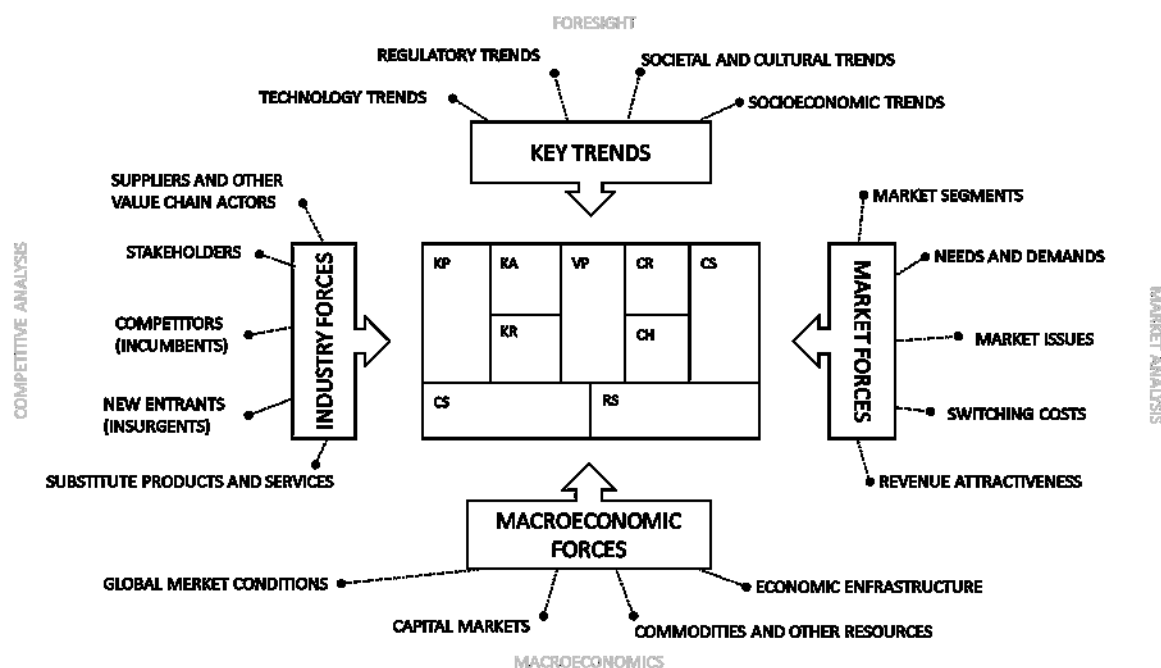 FORESIGHT
REGULATORY TRENDS
SOCIETAL AND CULTURAL TRENDS
TECHNOLOGY TRENDS
SOCIOECONOMIC TRENDS
KEY TRENDS
COMPETITIVE ANALYSIS
SUPPLIERS AND OTHER
VALUE CHAIN ACTORS
STAKEHOLDERS
COMPETITORS
(INCUMBENTS)
NEW ENTRANTS
(INSURGENTS)
SUBSTITUTE PRODUCTS AND SERVICES
INDUSTRY FORCES
KP
KA
VP
CR
CS
KR
CH
CS
RS
MARKET FORCES
MARKET SEGMENTS
NEEDS AND DEMANDS
MARKET ISSUES
SWITCHING COSTS
REVENUE ATTRACTIVENESS
MARKET ANALYSIS
MACROECONOMIC
FORCES
GLOBAL MERKET CONDITIONS
ECONOMIC ENFRASTRUCTURE
CAPITAL MARKETS
COMMODITIES AND OTHER RESOURCES
MACROECONOMICS